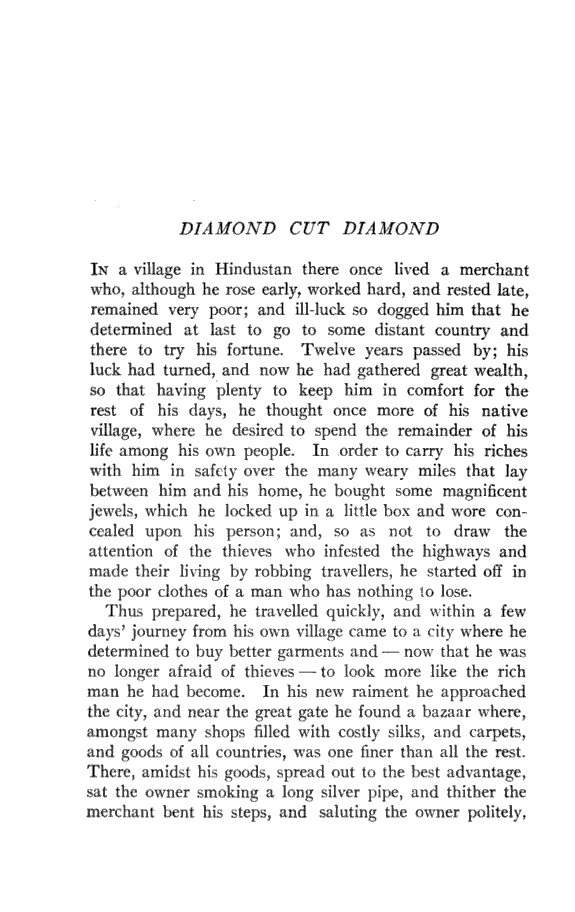 DIAMOND CUT DIAMOND
IN a village in Hindustan there once lived a merchant
who, although he rose early, worked hard, and rested late,
remained very poor; and ill-luck so dogged him that he
determined at last to go to some distant country and
there to try his fortune. Twelve years passed by; his
luck had turned, and now he had gathered great wealth,
so that having plenty to keep him in comfort for the
rest of his days, he thought once more of his native
village, where he desired to spend the remainder of his
life among his own people. In order to carry his riches
with him in safety over the many weary miles that lay
between him and his home, he bought some magnificent
jewels, which he locked up in a little box and wore con-
cealed upon his person; and, so as not to draw the
attention of the thieves who infested the highways and
made their living by robbing travellers, he started off in
the poor clothes of a man who has nothing to lose.
Thus prepared, he travelled quickly, and within a few
days' journey from his own village came to a city where he
determined to buy better garments and — now that he was
no longer afraid of thieves — to look more like the rich
man he had become. In his new raiment he approached
the city, and near the great gate he found a bazaar where,
amongst many shops filled with costly silks, and carpets,
and goods of all countries, was one finer than all the rest.
There, amidst his goods, spread out to the best advantage,
sat the owner smoking a long silver pipe, and thither the
merchant bent his steps, and saluting the owner politely,